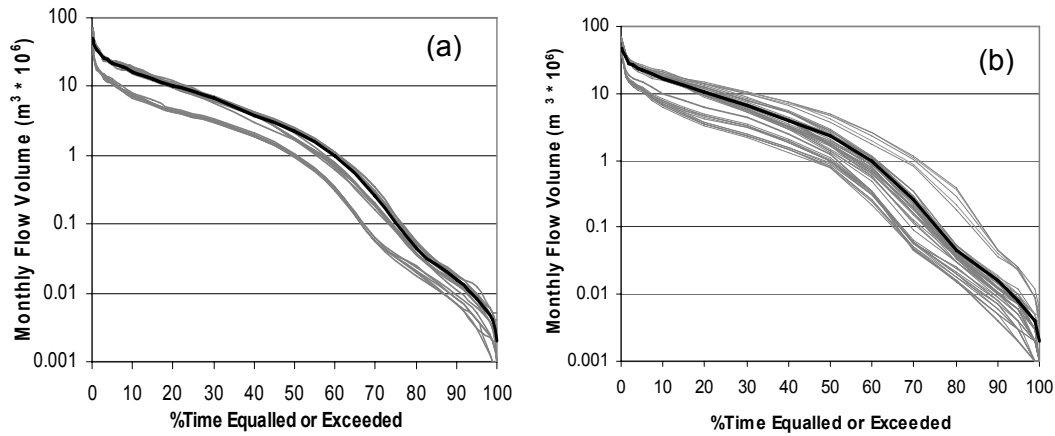 (a)
Monthly Flow Volume (m³ * 10⁶)
100
10
1
0.1
0.01
0.001
0 10 20 30 40 50 60 70 80 90 100
%Time Equalled or Exceeded
(b)
Monthly Flow Volume (m ³ * 10⁶)
100
10
1
0.1
0.01
0.001
0 10 20 30 40 50 60 70 80 90 100
%Time Equalled or Exceeded